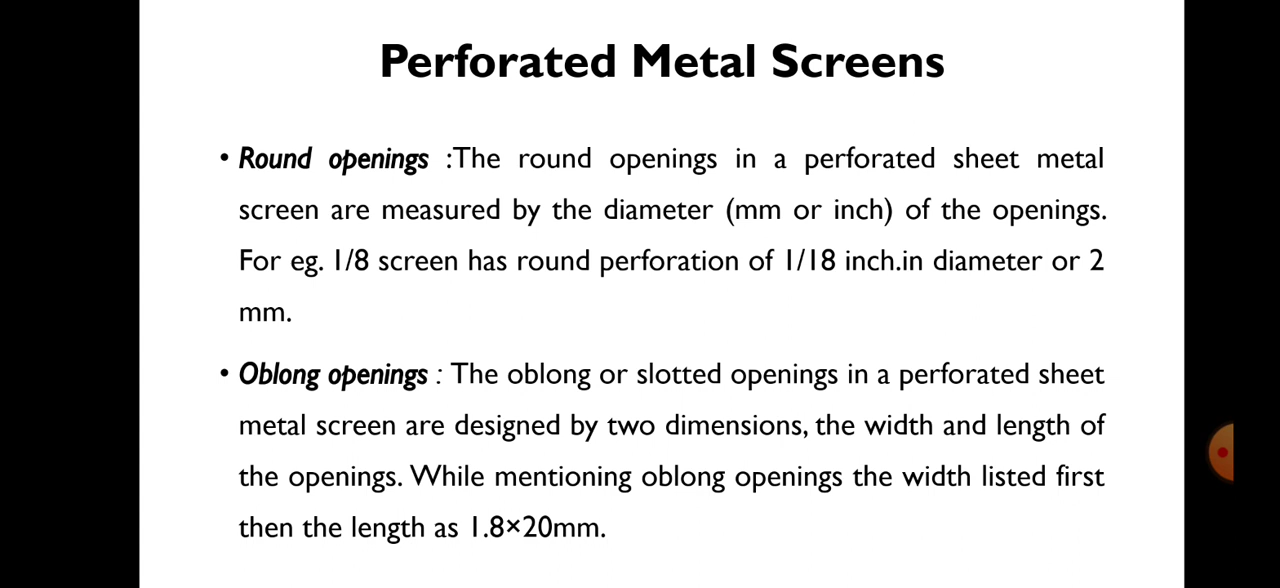 Perforated Metal Screens
• Round openings :The round openings in a perforated sheet metal
screen are measured by the diameter (mm or inch) of the openings.
For eg. 1/8 screen has round perforation of 1/18 inch.in diameter or 2
mm.
• Oblong openings : The oblong or slotted openings in a perforated sheet
metal screen are designed by two dimensions, the width and length of
the openings. While mentioning oblong openings the width listed first
then the length as 1.8×20mm.